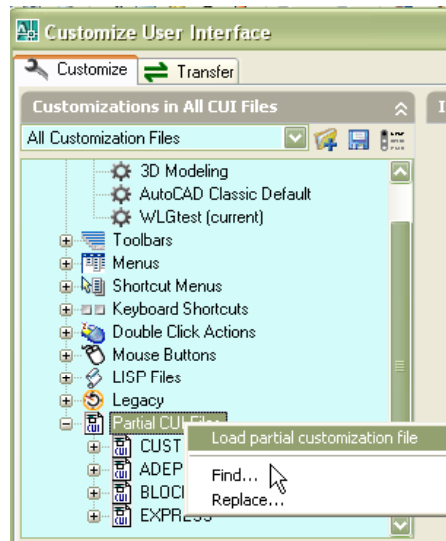 Customize User Interface
Customize Transfer
Customizations in All CUI Files
All Customization Files
3D Modeling
AutoCAD Classic Default
WLGtest (current)
Toolbars
Menus
Shortcut Menus
Keyboard Shortcuts
Double Click Actions
Mouse Buttons
LISP Files
Legacy
Partial CUI Files
Load partial customization file
CUST
ADEP
Find...
BLOC
Replace...
EXPRESS